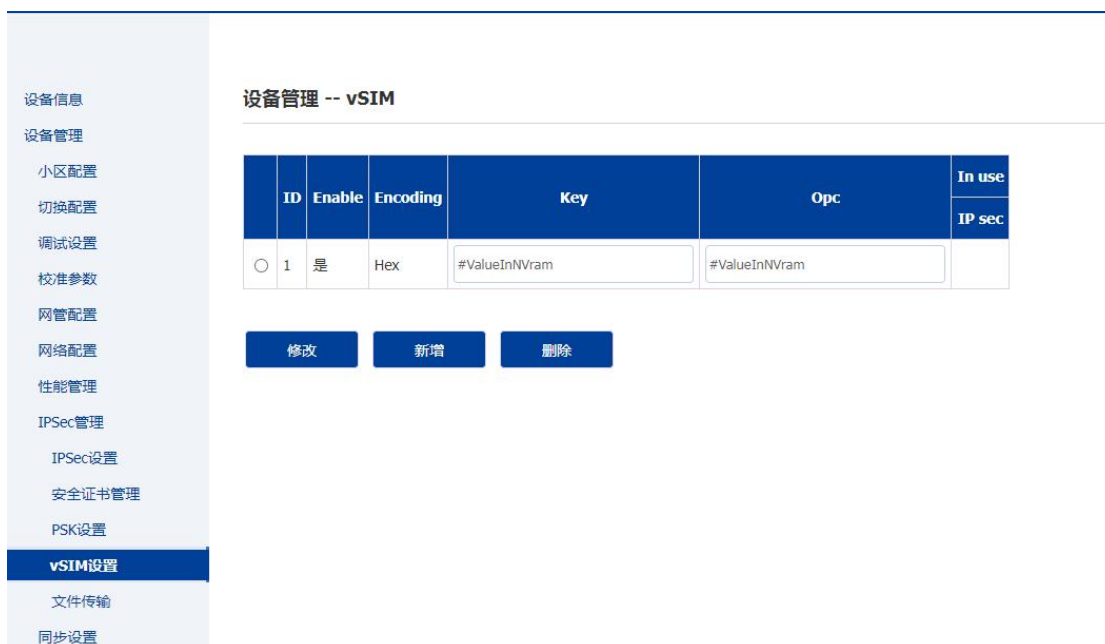 设备信息
设备管理
小区配置
切换配置
调试设置
校准参数
网管配置
网络配置
性能管理
IPSec管理
IPSec设置
安全证书管理
PSK设置
vSIM设置
文件传输
同步设置
设备管理 -- vSIM
ID Enable Encoding Key Opc In use
IP sec
1 是 Hex #ValueInNVram #ValueInNVram
修改 新增 删除